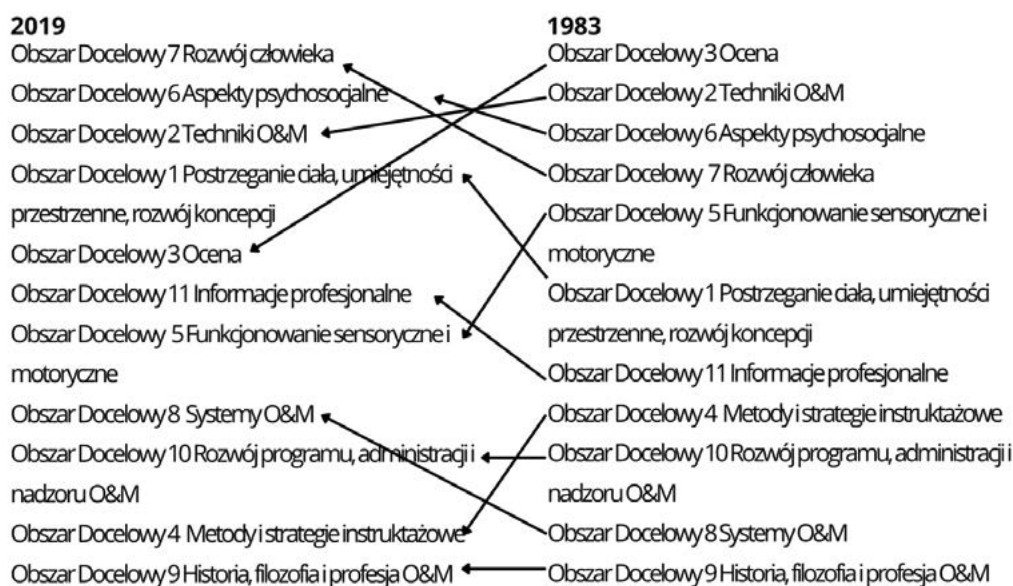 2019
Obszar Docelowy 7 Rozwój człowieka
Obszar Docelowy 6 Aspekty psychosocjalne
Obszar Docelowy 2 Techniki O&M
Obszar Docelowy 1 Postrzeganie ciała, umiejętności
przestrzenne, rozwój koncepcji
Obszar Docelowy 3 Ocena
Obszar Docelowy 11 Informacje profesjonalne
Obszar Docelowy 5 Funkcjonowanie sensoryczne i
motoryczne
Obszar Docelowy 8 Systemy O&M
Obszar Docelowy 10 Rozwój programu, administracji i
nadzoru O&M
Obszar Docelowy 4 Metody i strategie instruktażowe
Obszar Docelowy 9 Historia, filozofia i profesja O&M
1983
Obszar Docelowy 3 Ocena
Obszar Docelowy 2 Techniki O&M
Obszar Docelowy 6 Aspekty psychosocjalne
Obszar Docelowy 7 Rozwój człowieka
Obszar Docelowy 5 Funkcjonowanie sensoryczne i
motoryczne
Obszar Docelowy 1 Postrzeganie ciała, umiejętności
przestrzenne, rozwój koncepcji
Obszar Docelowy 11 Informacje profesjonalne
Obszar Docelowy 4 Metody i strategie instruktażowe
Obszar Docelowy 10 Rozwój programu, administracji i
nadzoru O&M
Obszar Docelowy 8 Systemy O&M
Obszar Docelowy 9 Historia, filozofia i profesja O&M